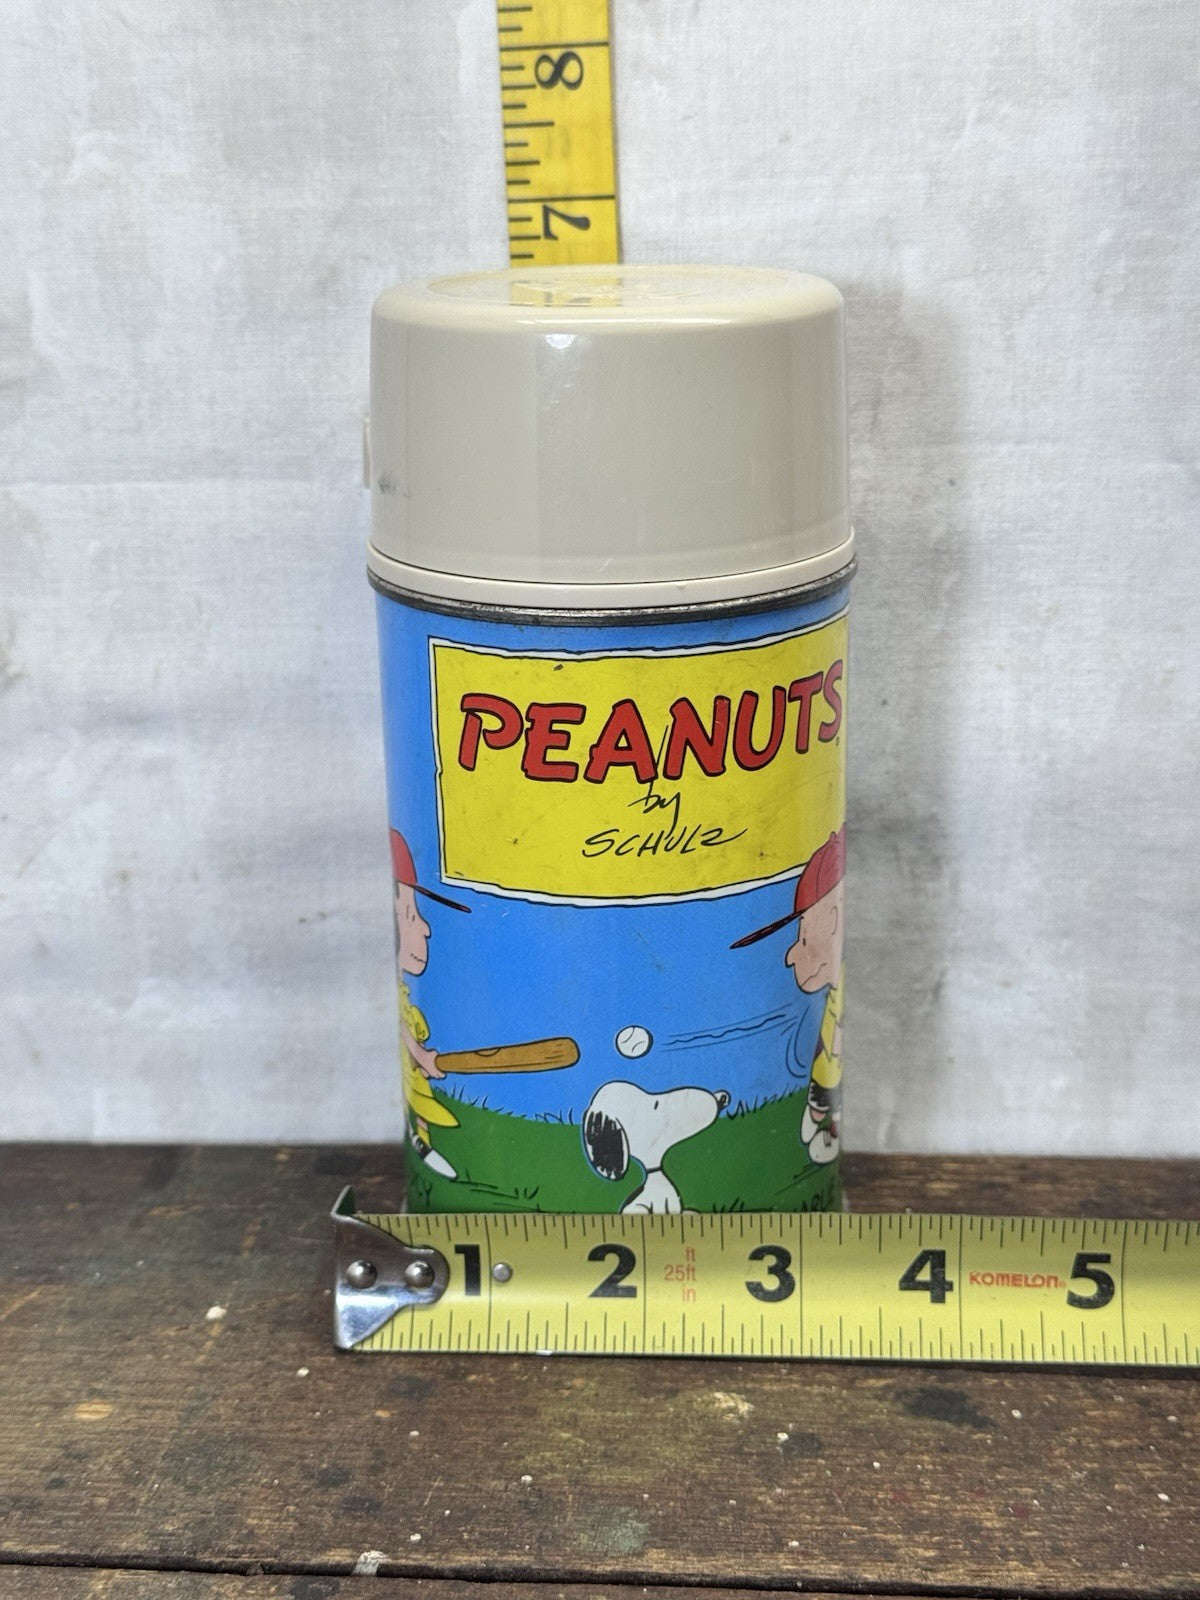 8
7
PEANUTS
by
SCHULZ
1 2 ft 3 4 KOMELON® 5
25ft
in